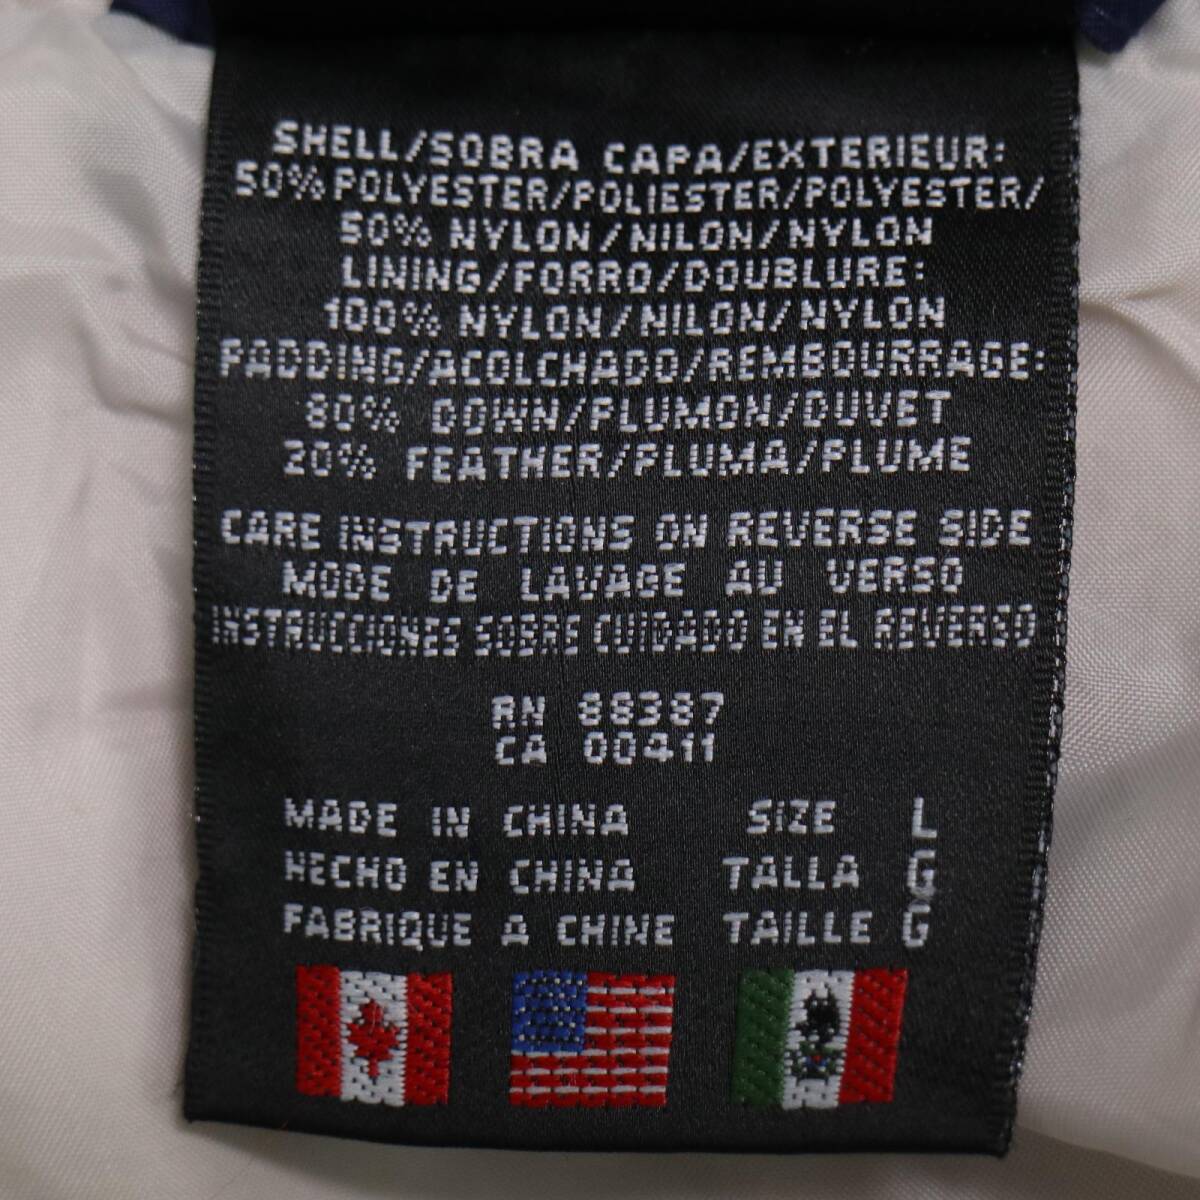 SHELL/SOBRA CAPA/EXTERIEUR:
50% POLYESTER/POLIESTER/POLYESTER/
50% NYLON/NILON/NYLON
LINING/FORRO/DOUBLURE:
100% NYLON/NILON/NYLON
PADDING/ACOLCHADO/REMBOURRAGE:
80% DOWN/PLUMON/DUVET
20% FEATHER/PLUMA/PLUME
CARE INSTRUCTIONS ON REVERSE SIDE
MODE DE LAVAGE AU VERSO
INSTRUCCIONES SOBRE CUIDADO EN EL REVERSO
RN 88387
CA 00411
MADE IN CHINA SIZE L
HECHO EN CHINA TALLA G
FABRIQUE A CHINE TAILLE G